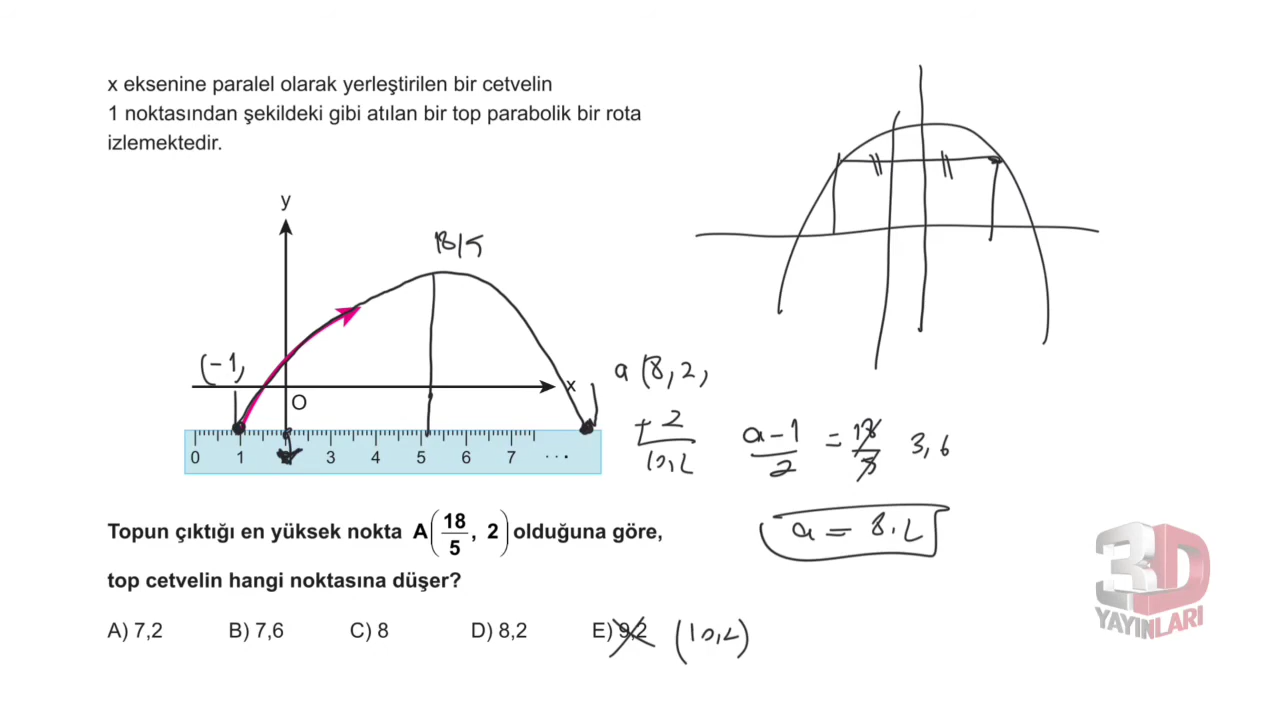 x eksenine paralel olarak yerleştirilen bir cetvelin
1 noktasından şekildeki gibi atılan bir top parabolik bir rota
izlemektedir.
y
18/5
(-1,
x
O
0 1 3 4 5 6 7 ...
a (8,2,
+2
10,2
a-1/2 = 18/5 3,6
a = 8.2
Topun çıktığı en yüksek nokta A(18/5, 2) olduğuna göre,
top cetvelin hangi noktasına düşer?
A) 7,2 B) 7,6 C) 8 D) 8,2 E) 9,2 (10,2)
3D
YAYINLARI